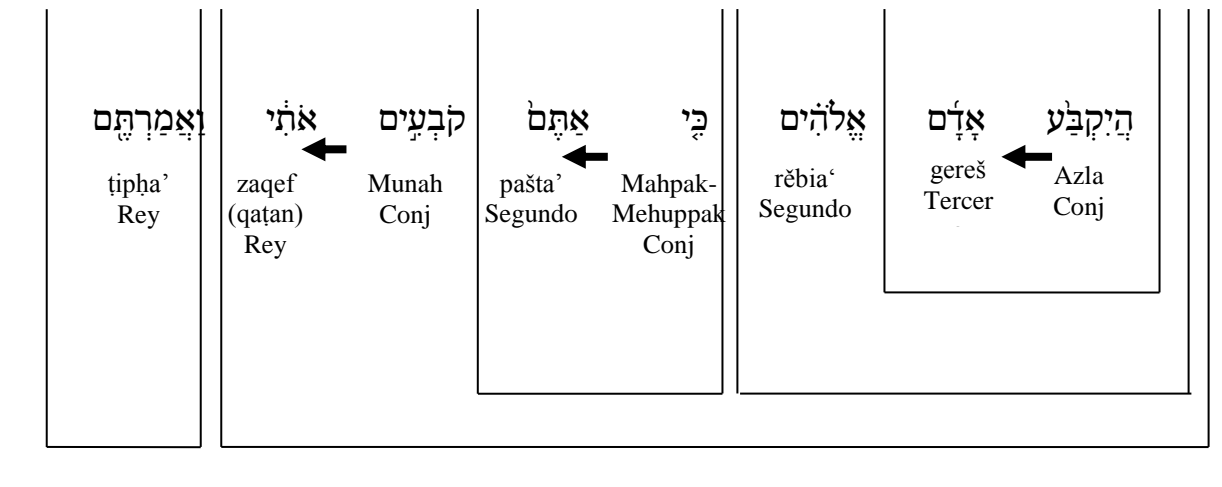 הֲיִקְבַּ֨ע אָדָ֜ם אֱלֹהִ֗ים כִּ֤י אַתֶּם֙ קֹבְעִ֣ים אֹתִ֔י וַאֲמַרְתֶּ֖ם
Azla
Conj
gereš
Tercer
rěbia‘
Segundo
Mahpak-
Mehuppak
Conj
pašta’
Segundo
Munah
Conj
zaqef
(qaṭan)
Rey
ṭipḥa’
Rey